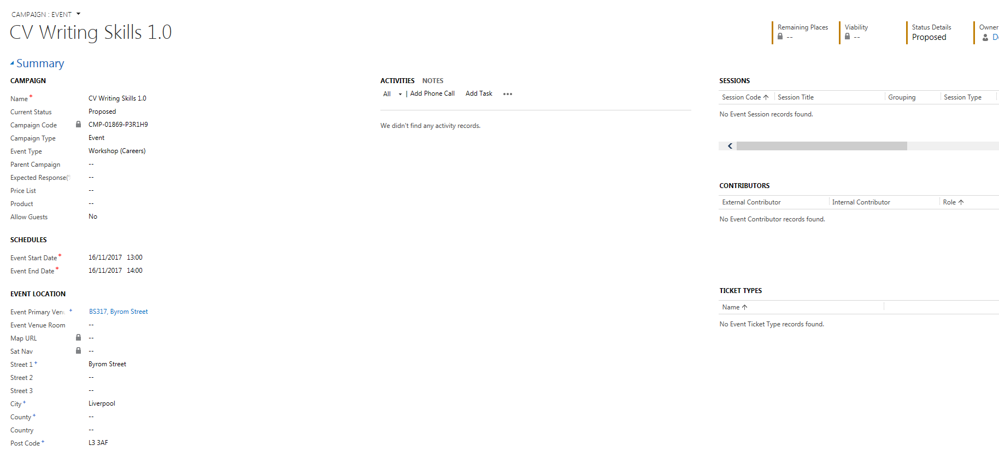 CAMPAIGN : EVENT
CV Writing Skills 1.0
Remaining Places
--
Viability
--
Status Details
Proposed
Owner
D
Summary
CAMPAIGN
Name* CV Writing Skills 1.0
Current Status Proposed
Campaign Code CMP-01869-P3R1H9
Campaign Type Event
Event Type Workshop (Careers)
Parent Campaign --
Expected Response(% --
Price List --
Product --
Allow Guests No
SCHEDULES
Event Start Date* 16/11/2017 13:00
Event End Date* 16/11/2017 14:00
EVENT LOCATION
Event Primary Venu + BS317, Byrom Street
Event Venue Room --
Map URL --
Sat Nav --
Street 1+ Byrom Street
Street 2 --
Street 3 --
City+ Liverpool
County+ --
Country --
Post Code+ L3 3AF
ACTIVITIES NOTES
All | Add Phone Call Add Task •••
We didn't find any activity records.
SESSIONS
Session Code ↑ Session Title Grouping Session Type
No Event Session records found.
CONTRIBUTORS
External Contributor Internal Contributor Role ↑
No Event Contributor records found.
TICKET TYPES
Name ↑
No Event Ticket Type records found.